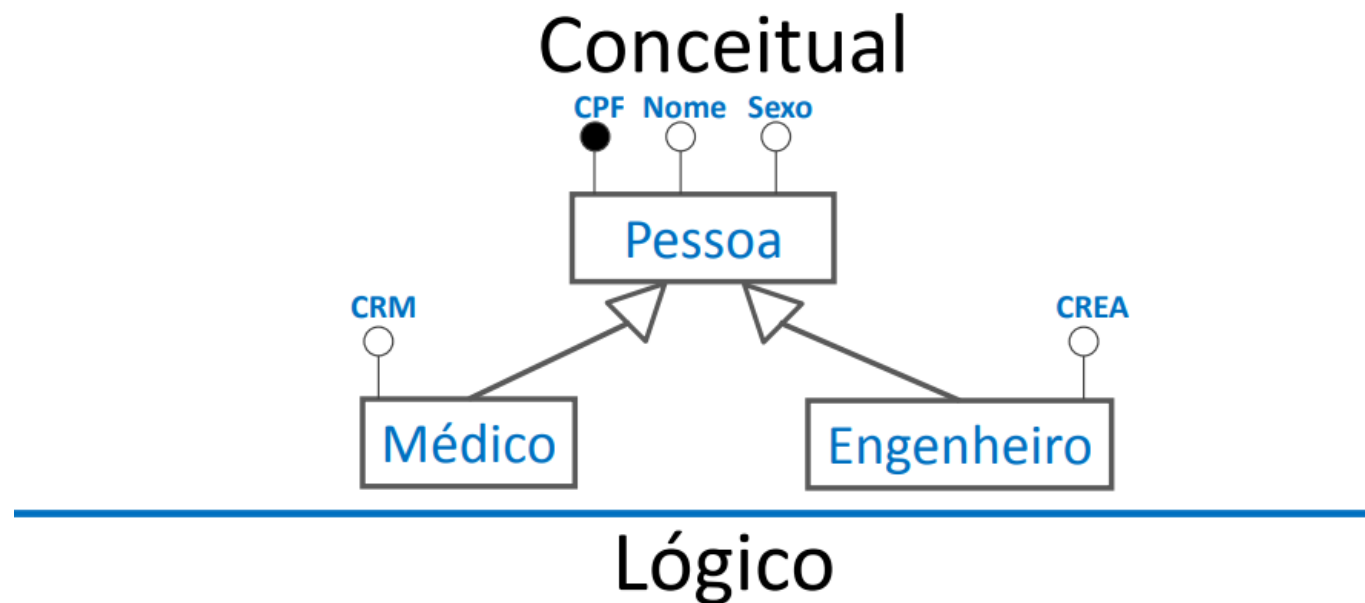 Conceitual
CPF Nome Sexo
Pessoa
CRM
CREA
Médico
Engenheiro
Lógico